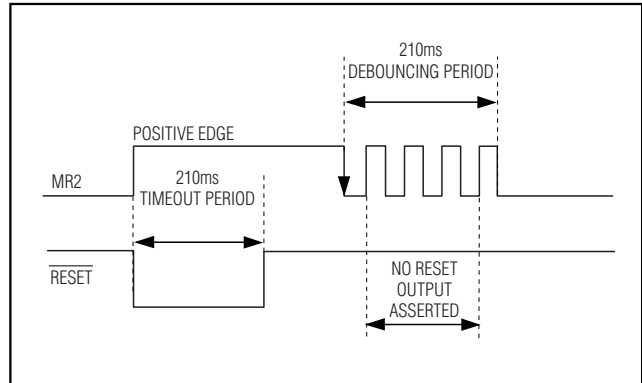 210ms
DEBOUNCING PERIOD
POSITIVE EDGE
MR2
210ms
TIMEOUT PERIOD
RESET
NO RESET
OUTPUT
ASSERTED